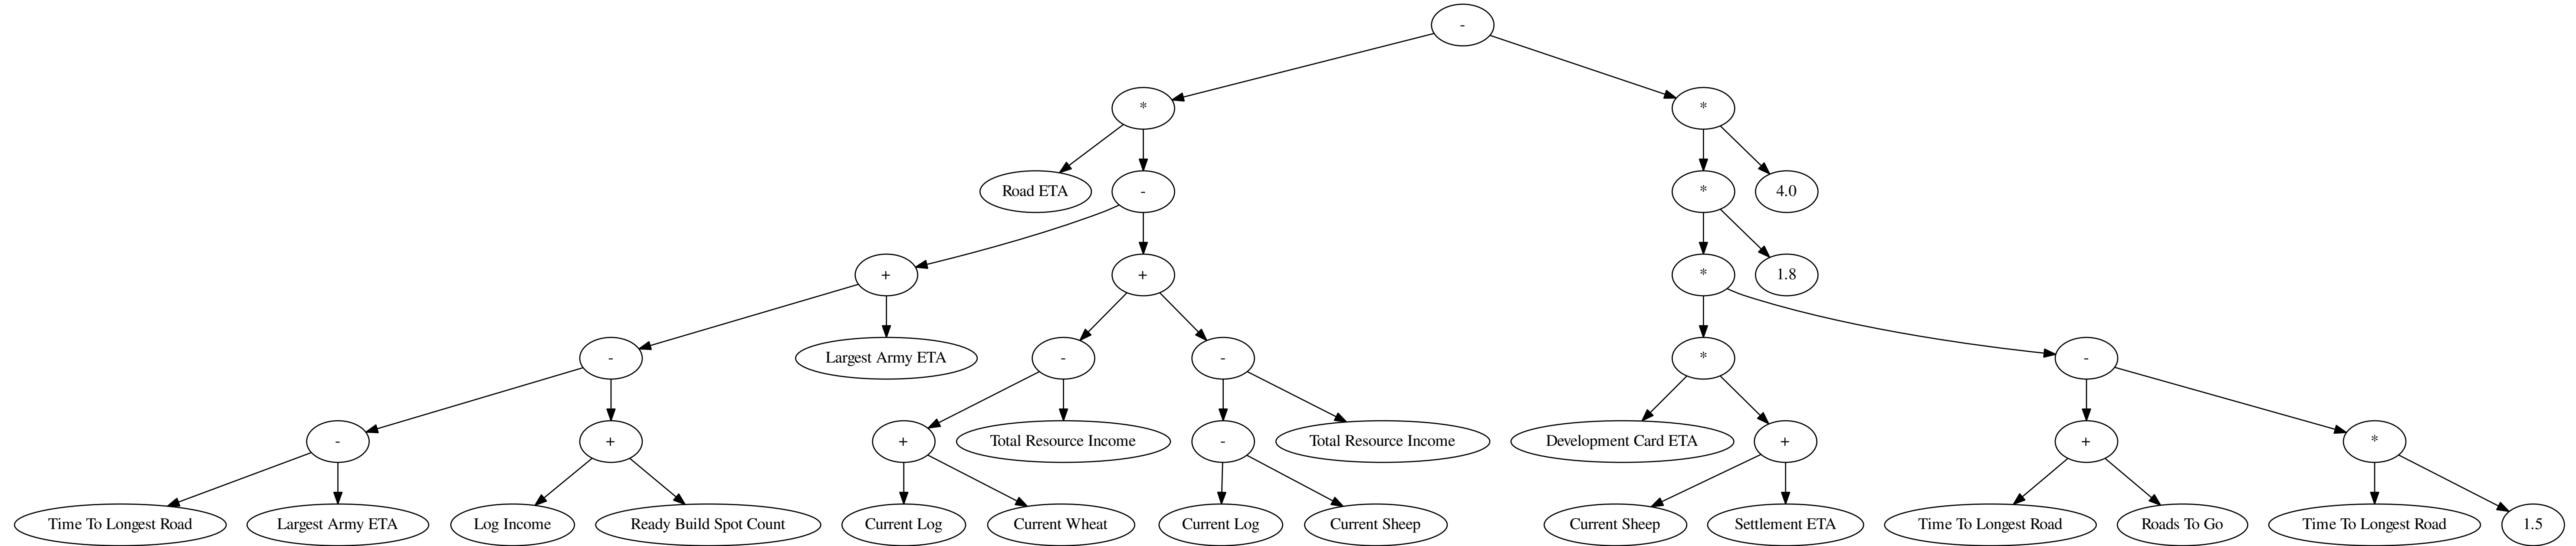 -
*
*
Road ETA
-
*
4.0
+
+
*
1.8
-
Largest Army ETA
-
-
*
-
-
+
+
Total Resource Income
-
Total Resource Income
Development Card ETA
+
+
*
Time To Longest Road
Largest Army ETA
Log Income
Ready Build Spot Count
Current Log
Current Wheat
Current Log
Current Sheep
Current Sheep
Settlement ETA
Time To Longest Road
Roads To Go
Time To Longest Road
1.5